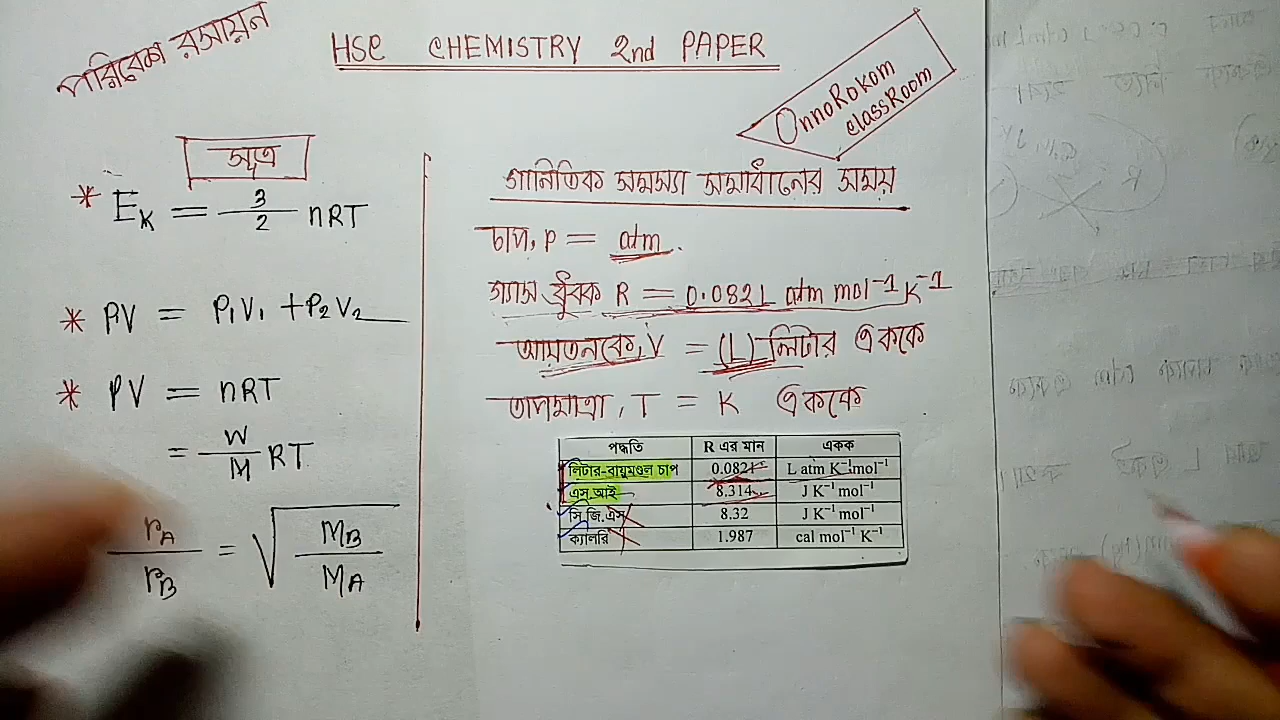 পরিবেশ রসায়ন
HSC CHEMISTRY 2nd PAPER
OnnoRokom
classRoom
সূত্র
* EK = 3/2 nRT
* PV = P₁V₁ + P₂V₂
* PV = nRT
= W/M RT
rA/rB = √MB/MA
গানিতিক সমস্যা সমাধানের সময়
চাপ, P = atm.
গ্যাস ধ্রুবক R = 0.082L atm mol⁻¹ K⁻¹
আয়তনকে, V = (L) লিটার এককে
তাপমাত্রা, T = K এককে
পদ্ধতি R এর মান একক
লিটার-বায়ুমণ্ডল চাপ 0.0821 L atm K⁻¹mol⁻¹
এস.আই 8.314 J K⁻¹ mol⁻¹
সি.জি.এস 8.32 J K⁻¹ mol⁻¹
ক্যালরি 1.987 cal mol⁻¹ K⁻¹